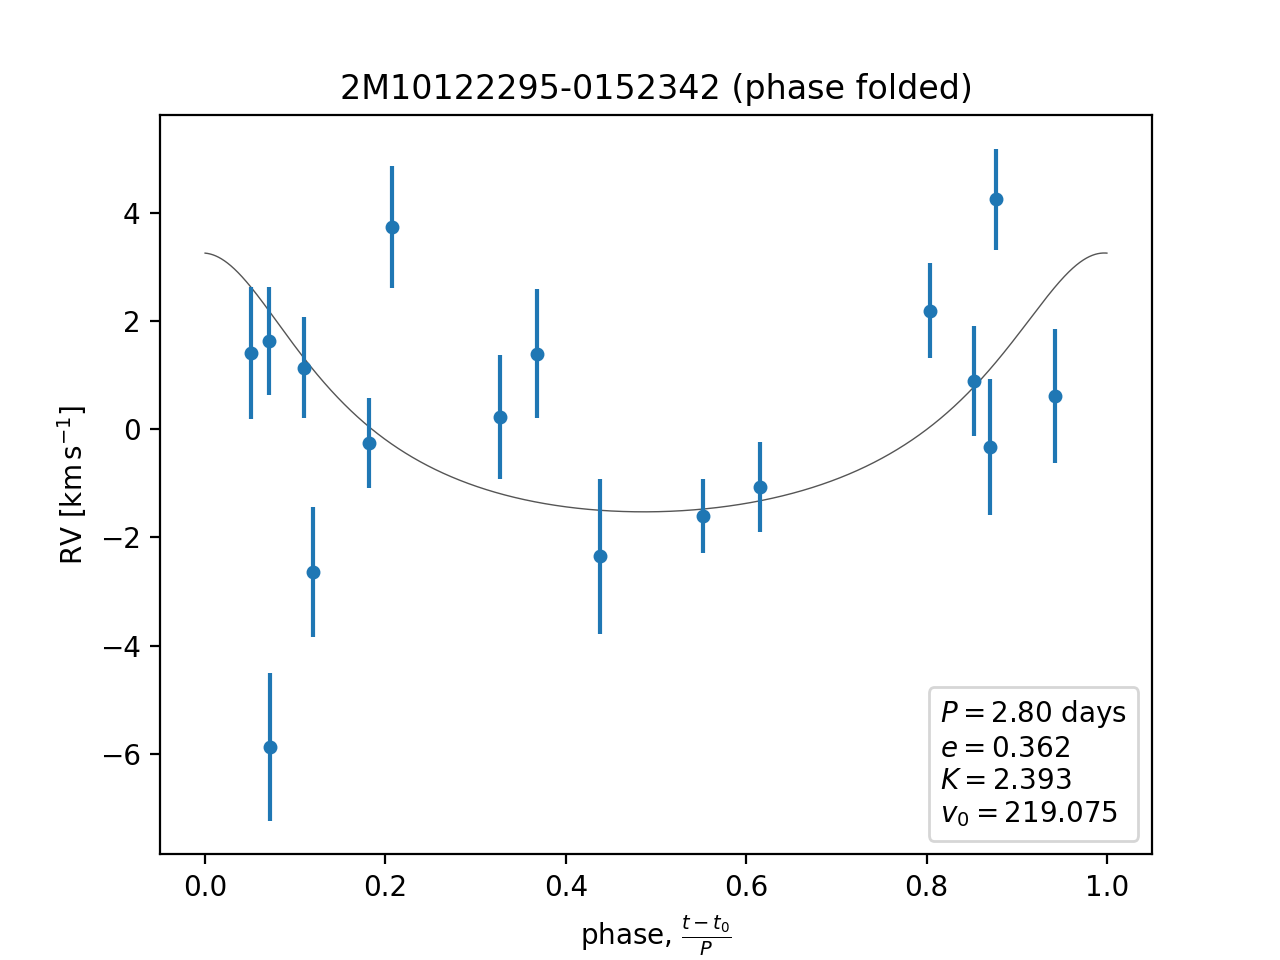 2M10122295-0152342 (phase folded)
RV [km s⁻¹]
4
2
0
−2
−4
−6
0.0 0.2 0.4 0.6 0.8 1.0
phase, (t − t₀)/P
P = 2.80 days
e = 0.362
K = 2.393
v₀ = 219.075